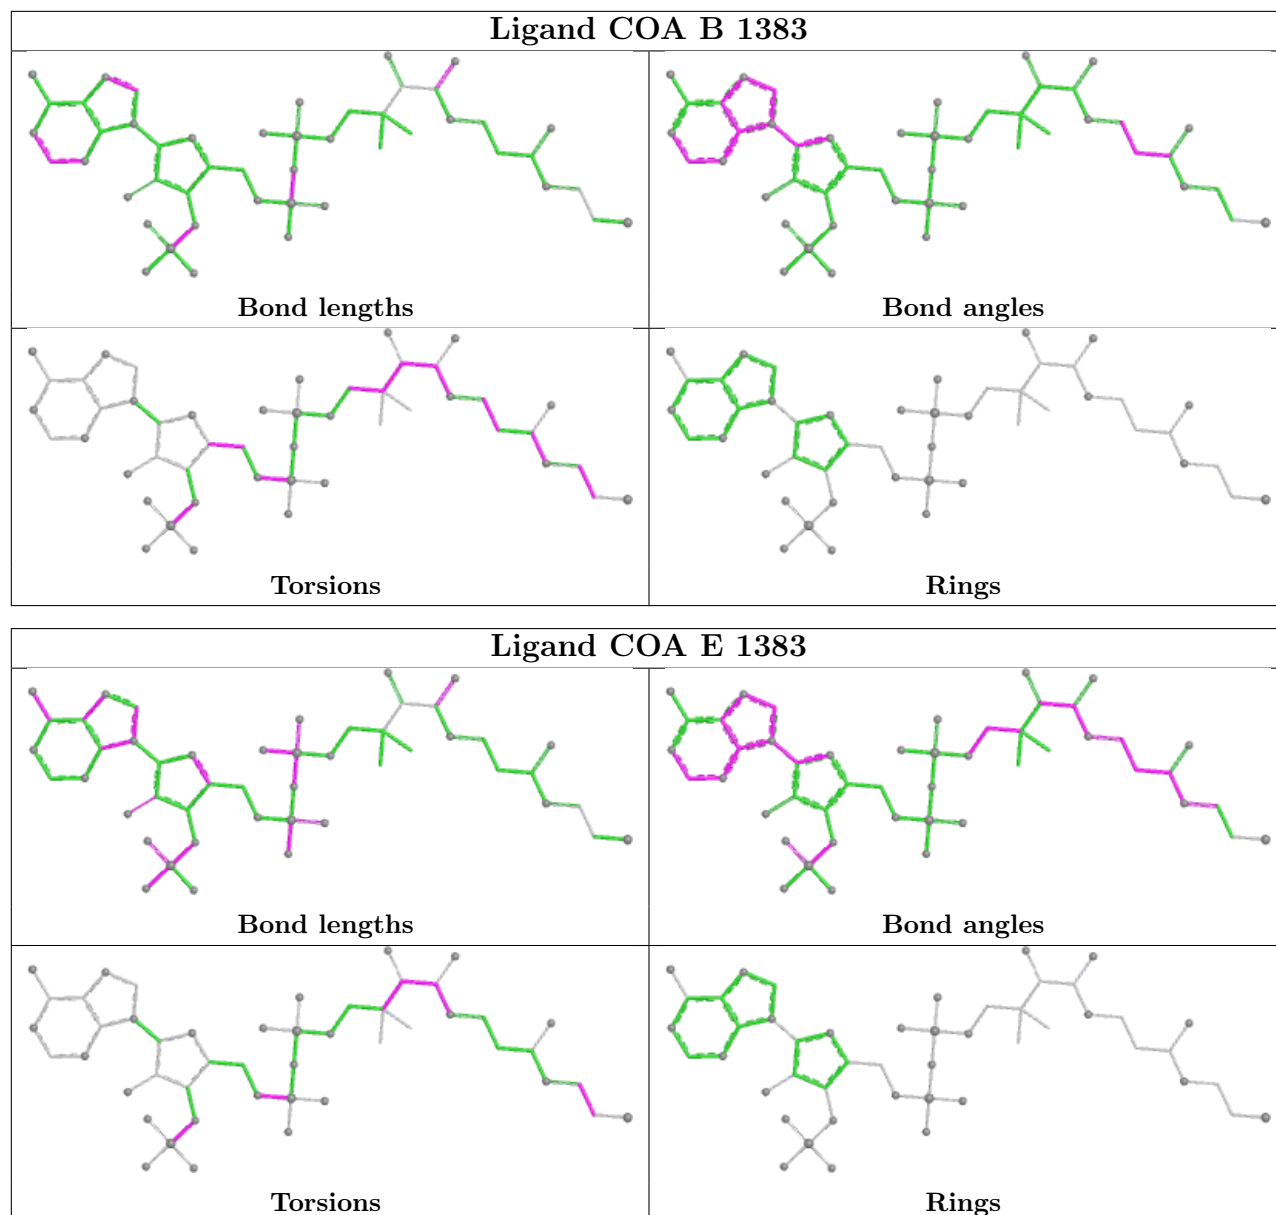 Ligand COA B 1383
Bond lengths
Bond angles
Torsions
Rings
Ligand COA E 1383
Bond lengths
Bond angles
Torsions
Rings